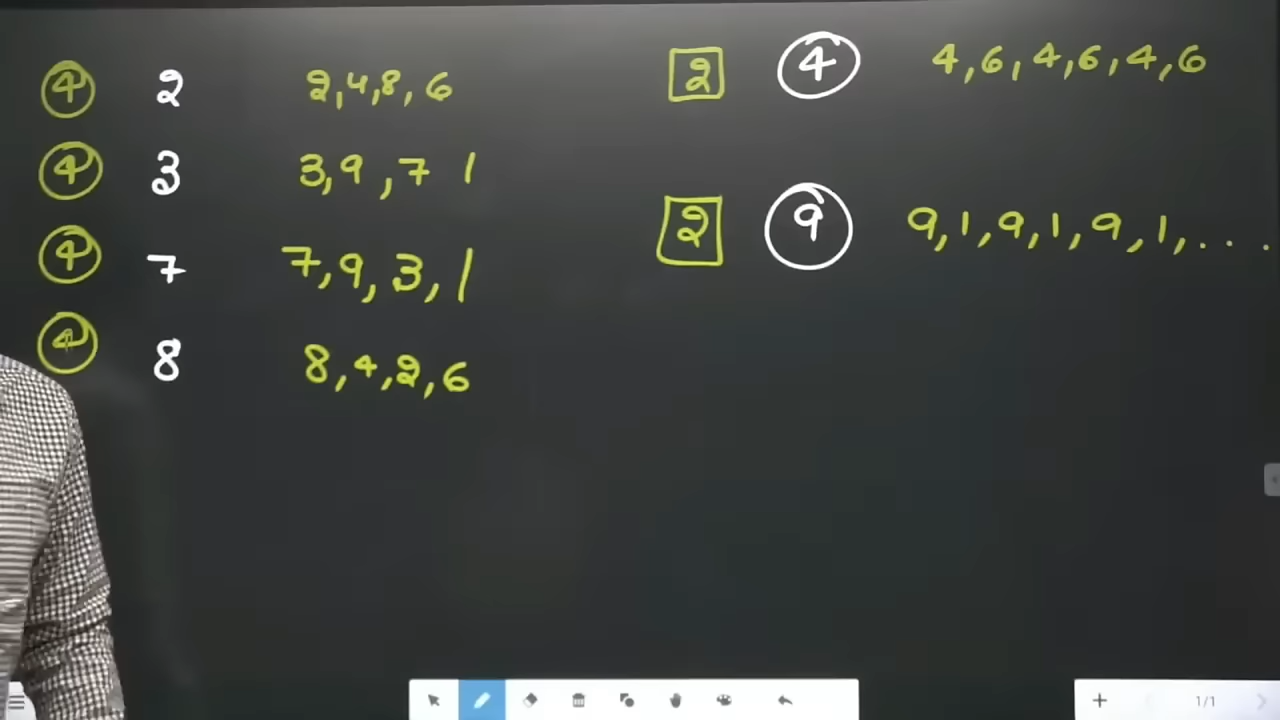 ④ 2 2,4,8,6
④ 3 3,9,7 1
④ 7 7,9,3,1
④ 8 8,4,2,6
2 4 4,6,4,6,4,6
2 9 9,1,9,1,9,1,....
1/1